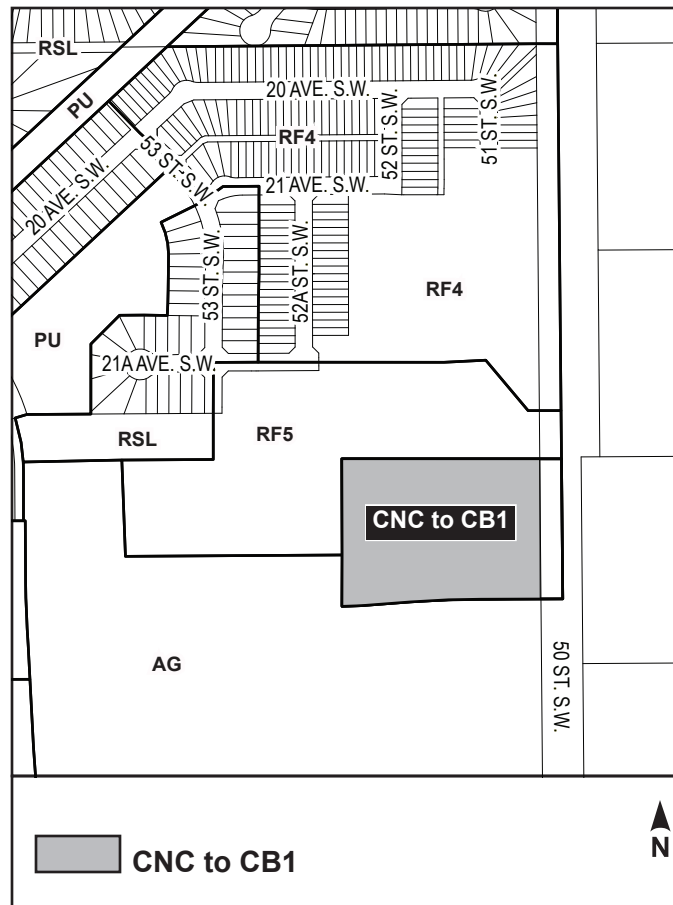 RSL
PU
20 AVE. S.W.
51 ST. S.W.
52 ST. S.W.
RF4
53 ST. S.W.
20 AVE. S.W.
21 AVE. S.W.
53 ST. S.W.
52A ST. S.W.
RF4
PU
21A AVE. S.W.
RSL
RF5
CNC to CB1
AG
50 ST. S.W.
CNC to CB1
N